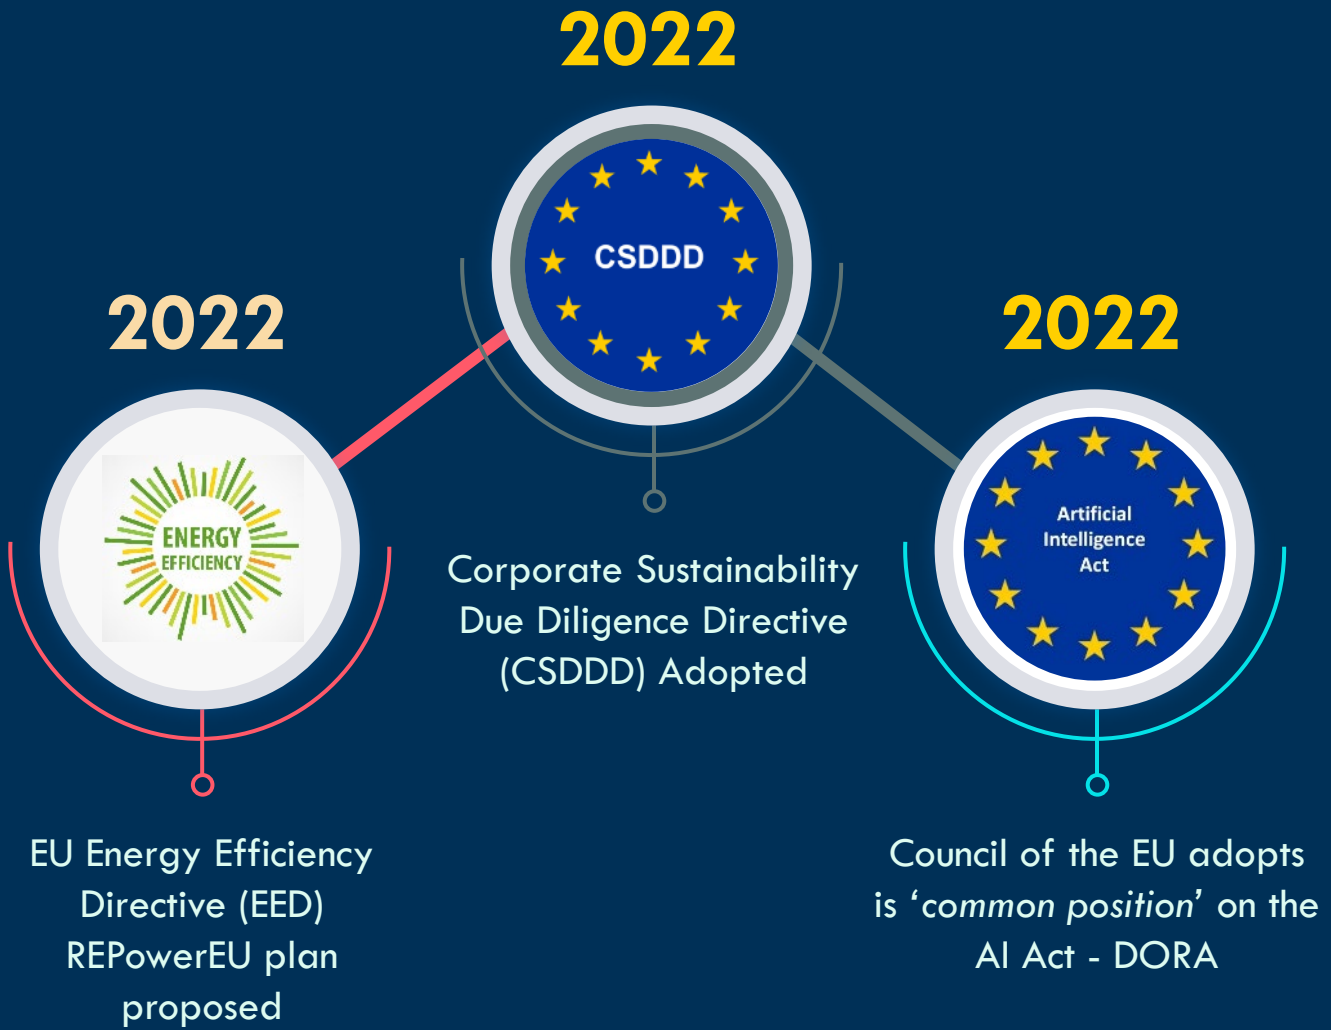 2022
CSDDD
Corporate Sustainability
Due Diligence Directive
(CSDDD) Adopted
2022
ENERGY
EFFICIENCY
EU Energy Efficiency
Directive (EED)
REPowerEU plan
proposed
2022
Artificial
Intelligence
Act
Council of the EU adopts
is ‘common position’ on the
AI Act - DORA